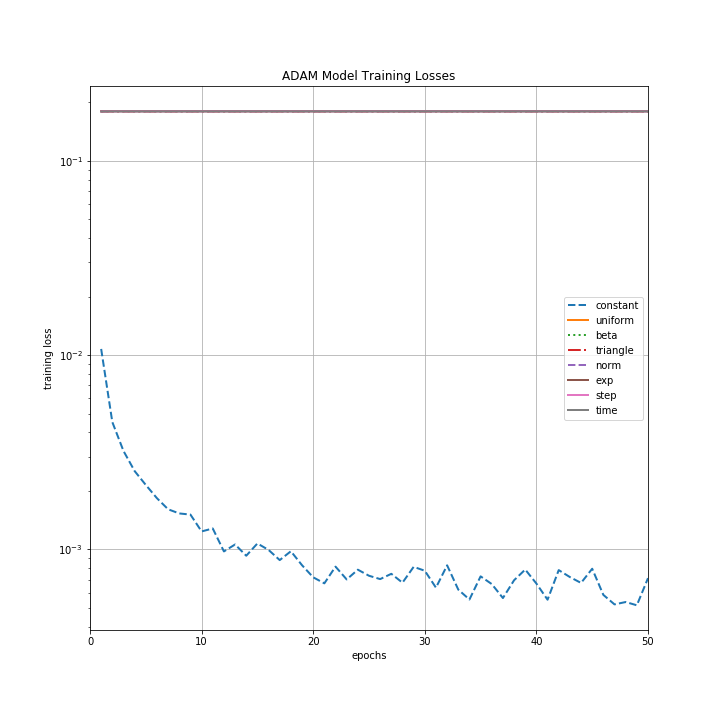 ADAM Model Training Losses
10⁻¹
10⁻²
10⁻³
training loss
constant
uniform
beta
triangle
norm
exp
step
time
0 10 20 30 40 50
epochs